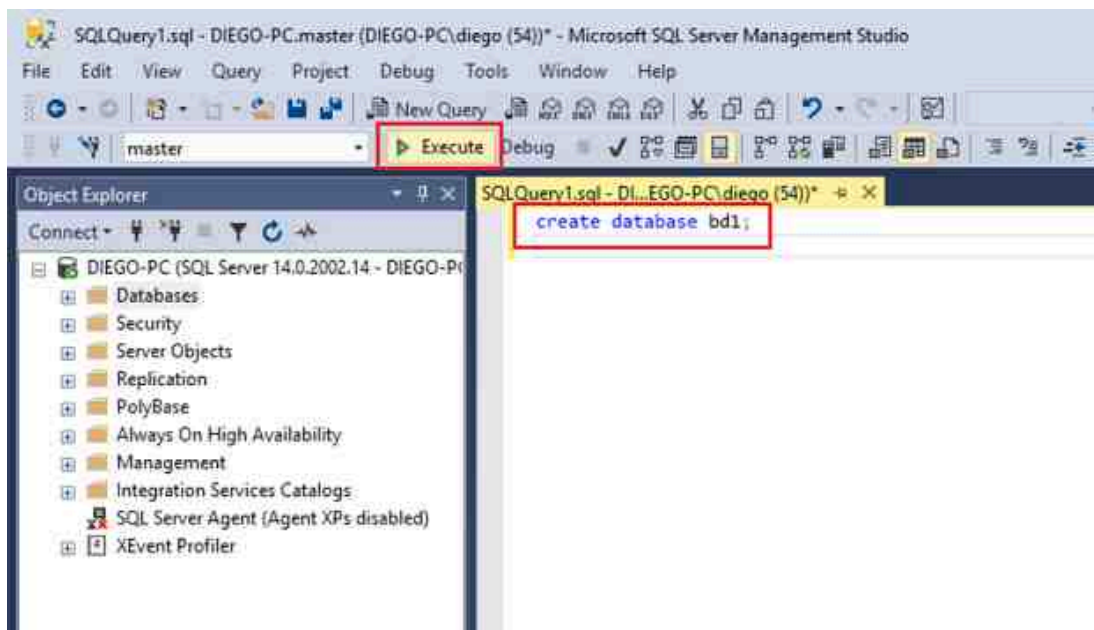 SQLQuery1.sql - DIEGO-PC.master (DIEGO-PC\diego (54))* - Microsoft SQL Server Management Studio
File Edit View Query Project Debug Tools Window Help
New Query
master Execute Debug
Object Explorer
SQLQuery1.sql - DI...EGO-PC\diego (54))*
Connect
create database bd1;
DIEGO-PC (SQL Server 14.0.2002.14 - DIEGO-P
Databases
Security
Server Objects
Replication
PolyBase
Always On High Availability
Management
Integration Services Catalogs
SQL Server Agent (Agent XPs disabled)
XEvent Profiler